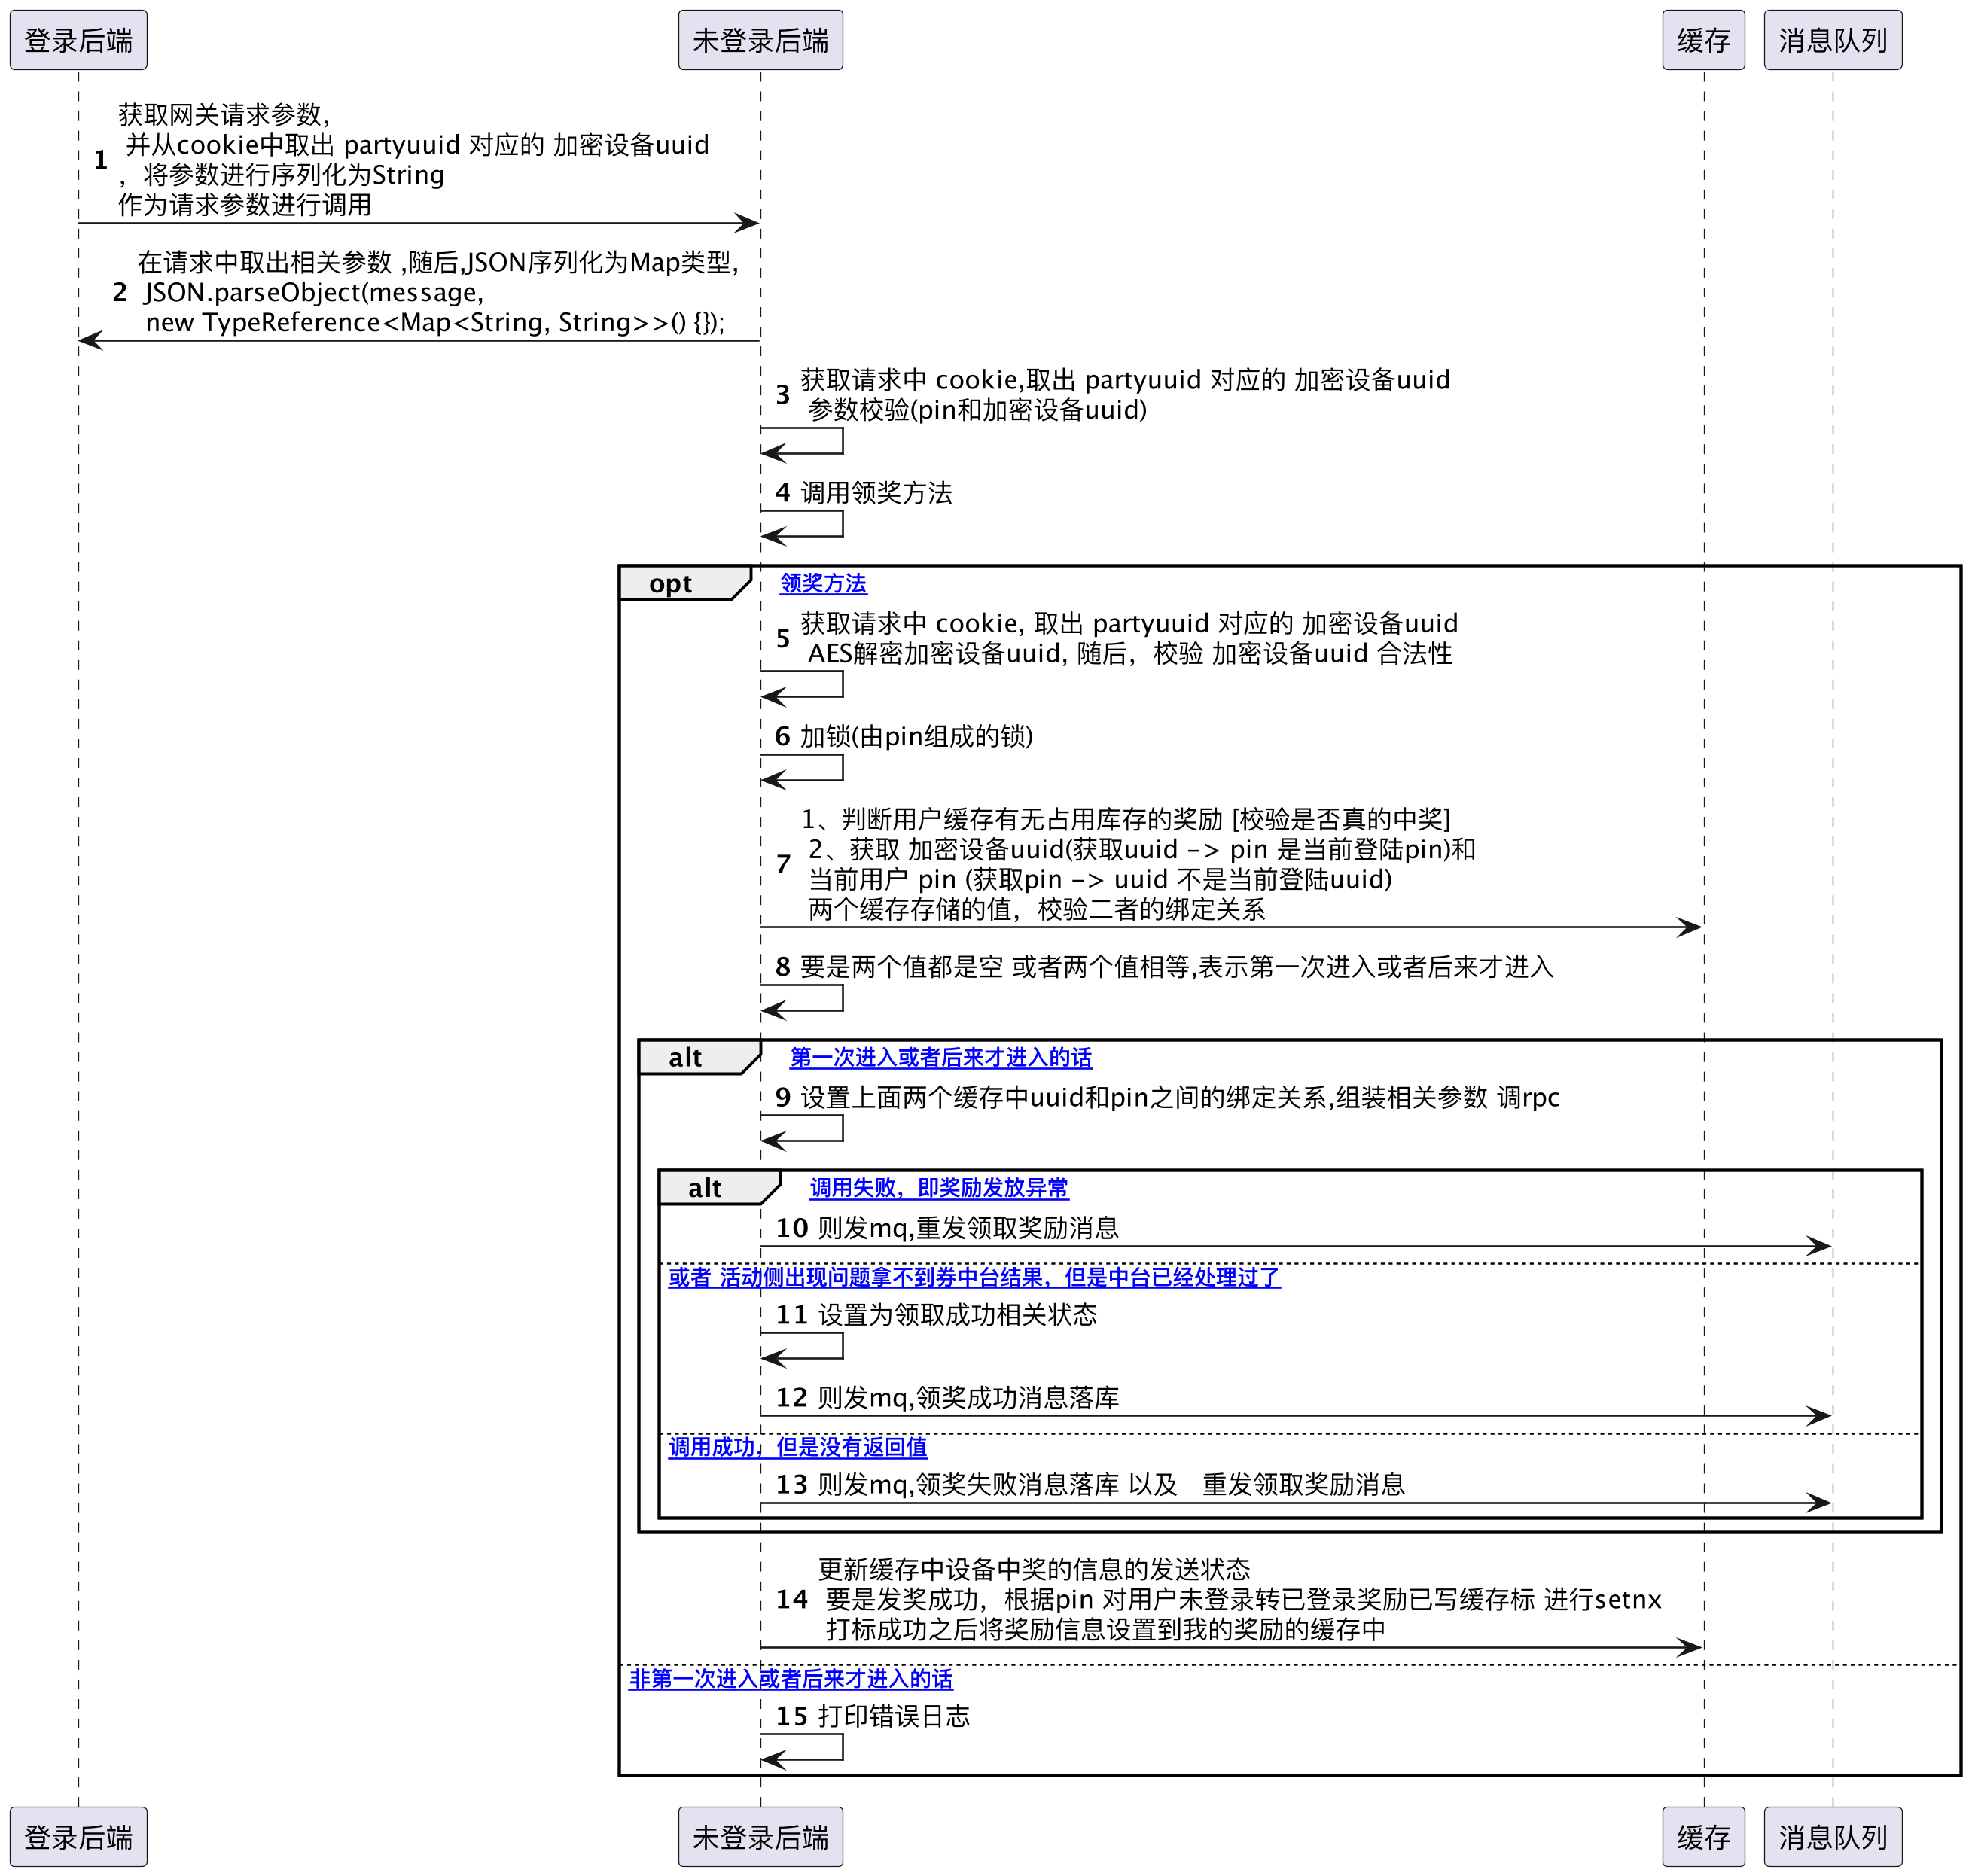 登录后端
未登录后端
缓存
消息队列
获取网关请求参数，
并从cookie中取出 partyuuid 对应的 加密设备uuid
1
，将参数进行序列化为String
作为请求参数进行调用
在请求中取出相关参数 ,随后,JSON序列化为Map类型，
2 JSON.parseObject(message,
new TypeReference<Map<String, String>>() {});
3 获取请求中 cookie,取出 partyuuid 对应的 加密设备uuid
参数校验(pin和加密设备uuid)
4 调用领奖方法
opt 领奖方法
5 获取请求中 cookie, 取出 partyuuid 对应的 加密设备uuid
AES解密加密设备uuid, 随后，校验 加密设备uuid 合法性
6 加锁(由pin组成的锁)
1、判断用户缓存有无占用库存的奖励 [校验是否真的中奖]
2、获取 加密设备uuid(获取uuid -> pin 是当前登陆pin)和
7
当前用户 pin (获取pin -> uuid 不是当前登陆uuid)
两个缓存存储的值，校验二者的绑定关系
8 要是两个值都是空 或者两个值相等,表示第一次进入或者后来才进入
alt 第一次进入或者后来才进入的话
9 设置上面两个缓存中uuid和pin之间的绑定关系,组装相关参数 调rpc
alt 调用失败，即奖励发放异常
10 则发mq,重发领取奖励消息
或者 活动侧出现问题拿不到券中台结果，但是中台已经处理过了
11 设置为领取成功相关状态
12 则发mq,领奖成功消息落库
调用成功，但是没有返回值
13 则发mq,领奖失败消息落库 以及 重发领取奖励消息
更新缓存中设备中奖的信息的发送状态
14 要是发奖成功，根据pin 对用户未登录转已登录奖励已写缓存标 进行setnx
打标成功之后将奖励信息设置到我的奖励的缓存中
非第一次进入或者后来才进入的话
15 打印错误日志
登录后端
未登录后端
缓存
消息队列